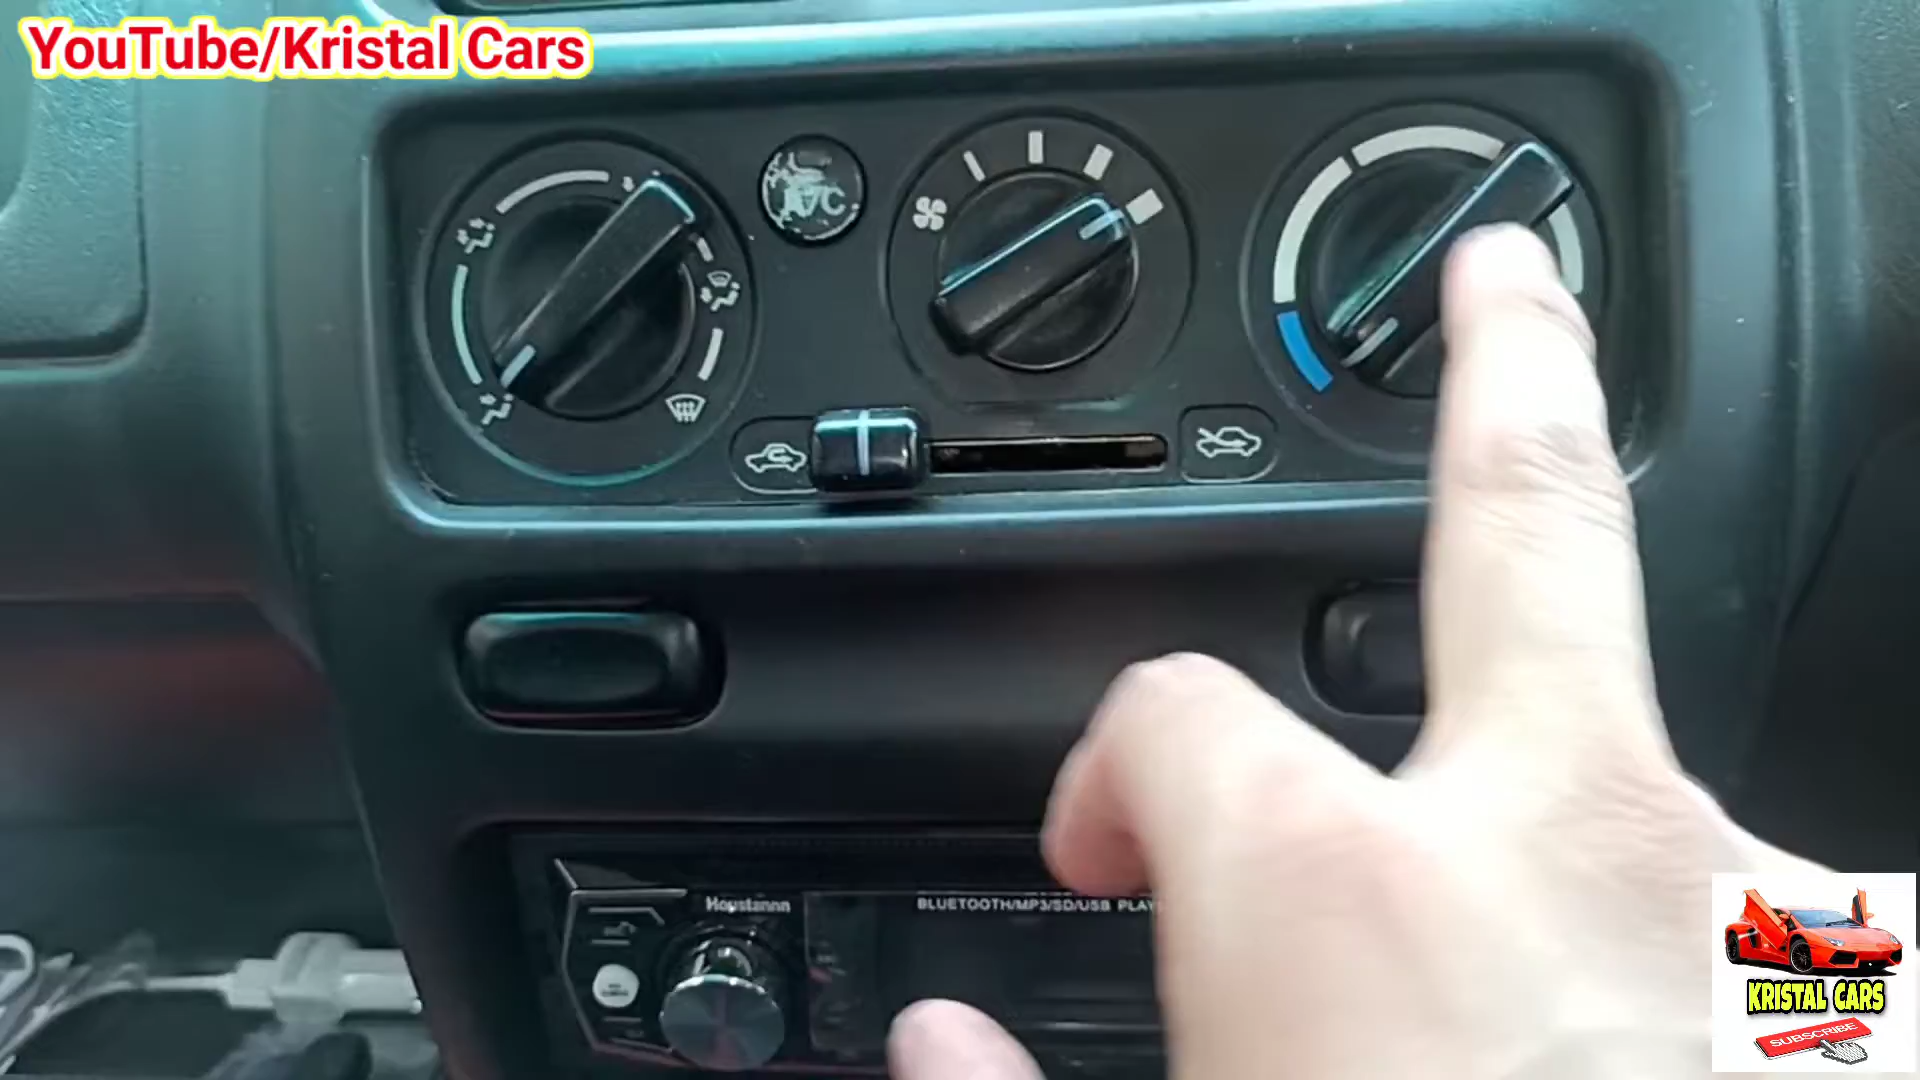 YouTube/Kristal Cars
A/C
Houstannn
BLUETOOTH/MP3/SD/USB PLAY
KRISTAL CARS
SUBSCRIBE